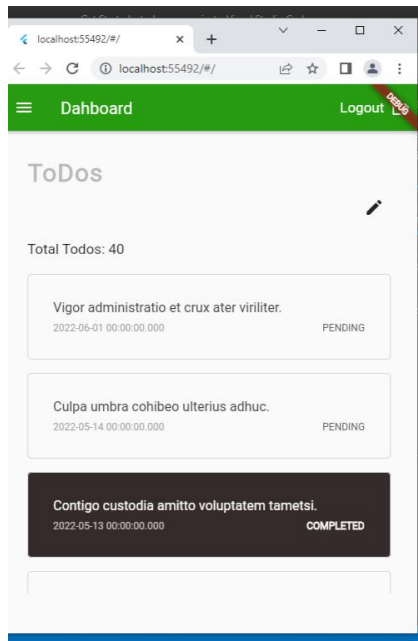 localhost:55492/#/
localhost:55492/#/
Dahboard
Logout
DEBUG
ToDos
Total Todos: 40
Vigor administratio et crux ater viriliter.
2022-06-01 00:00:00.000
PENDING
Culpa umbra cohibeo ulterius adhuc.
2022-05-14 00:00:00.000
PENDING
Contigo custodia amitto voluptatem tametsi.
2022-05-13 00:00:00.000
COMPLETED